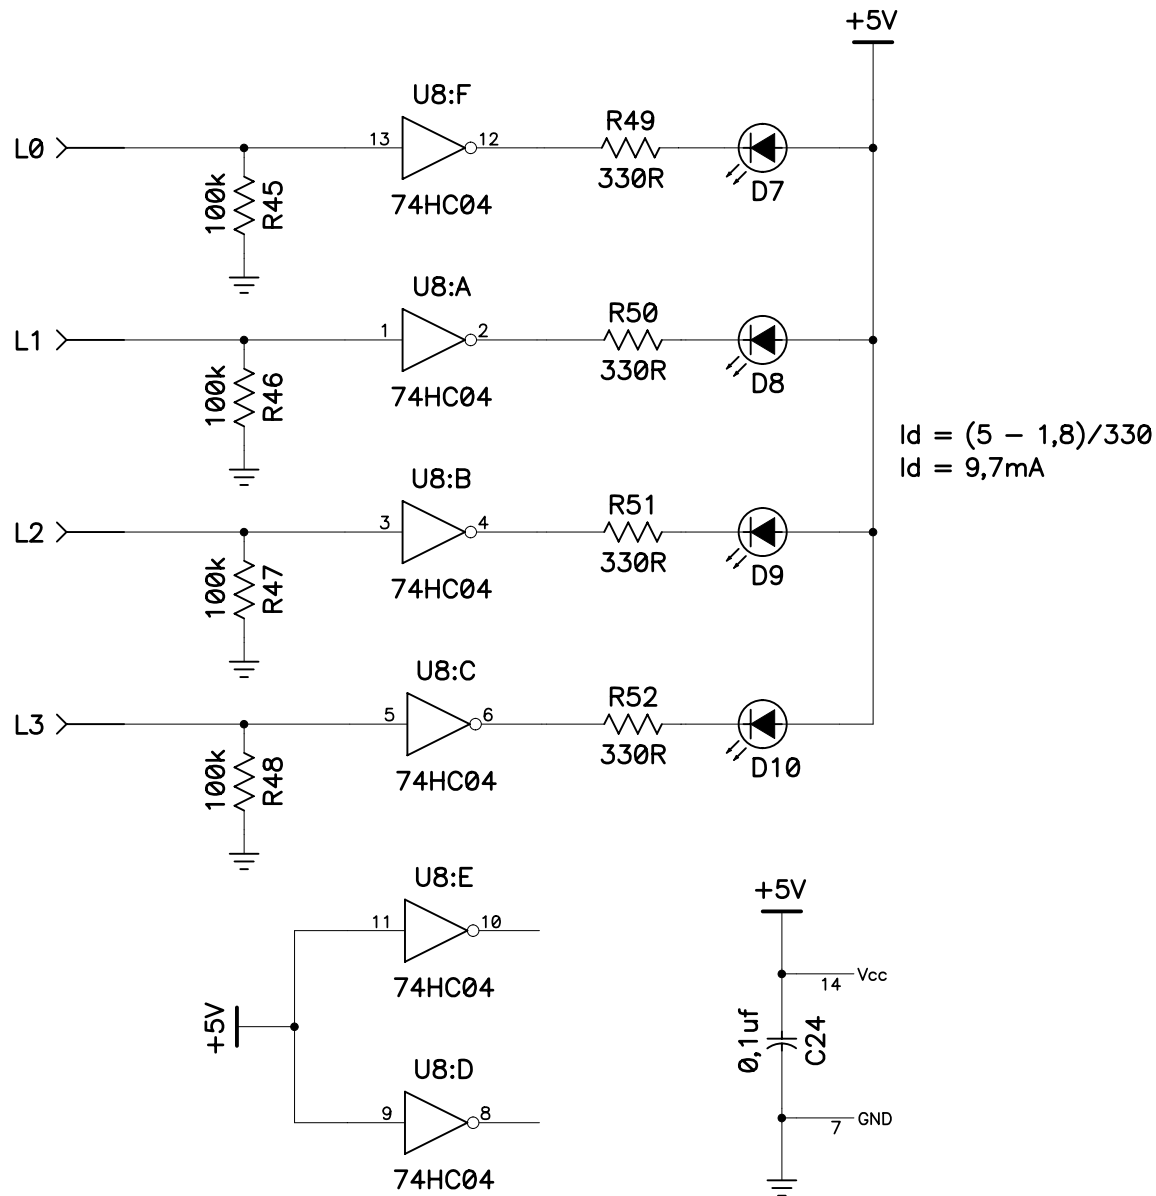 +5V
U8:F
L0
13
12
R49
330R
D7
74HC04
100k
R45
U8:A
L1
1
2
R50
330R
D8
74HC04
100k
R46
Id = (5 - 1,8)/330
Id = 9,7mA
U8:B
L2
3
4
R51
330R
D9
74HC04
100k
R47
U8:C
L3
5
6
R52
330R
D10
74HC04
100k
R48
U8:E
11
10
74HC04
+5V
U8:D
9
8
74HC04
+5V
14
Vcc
0,1uf
C24
7
GND